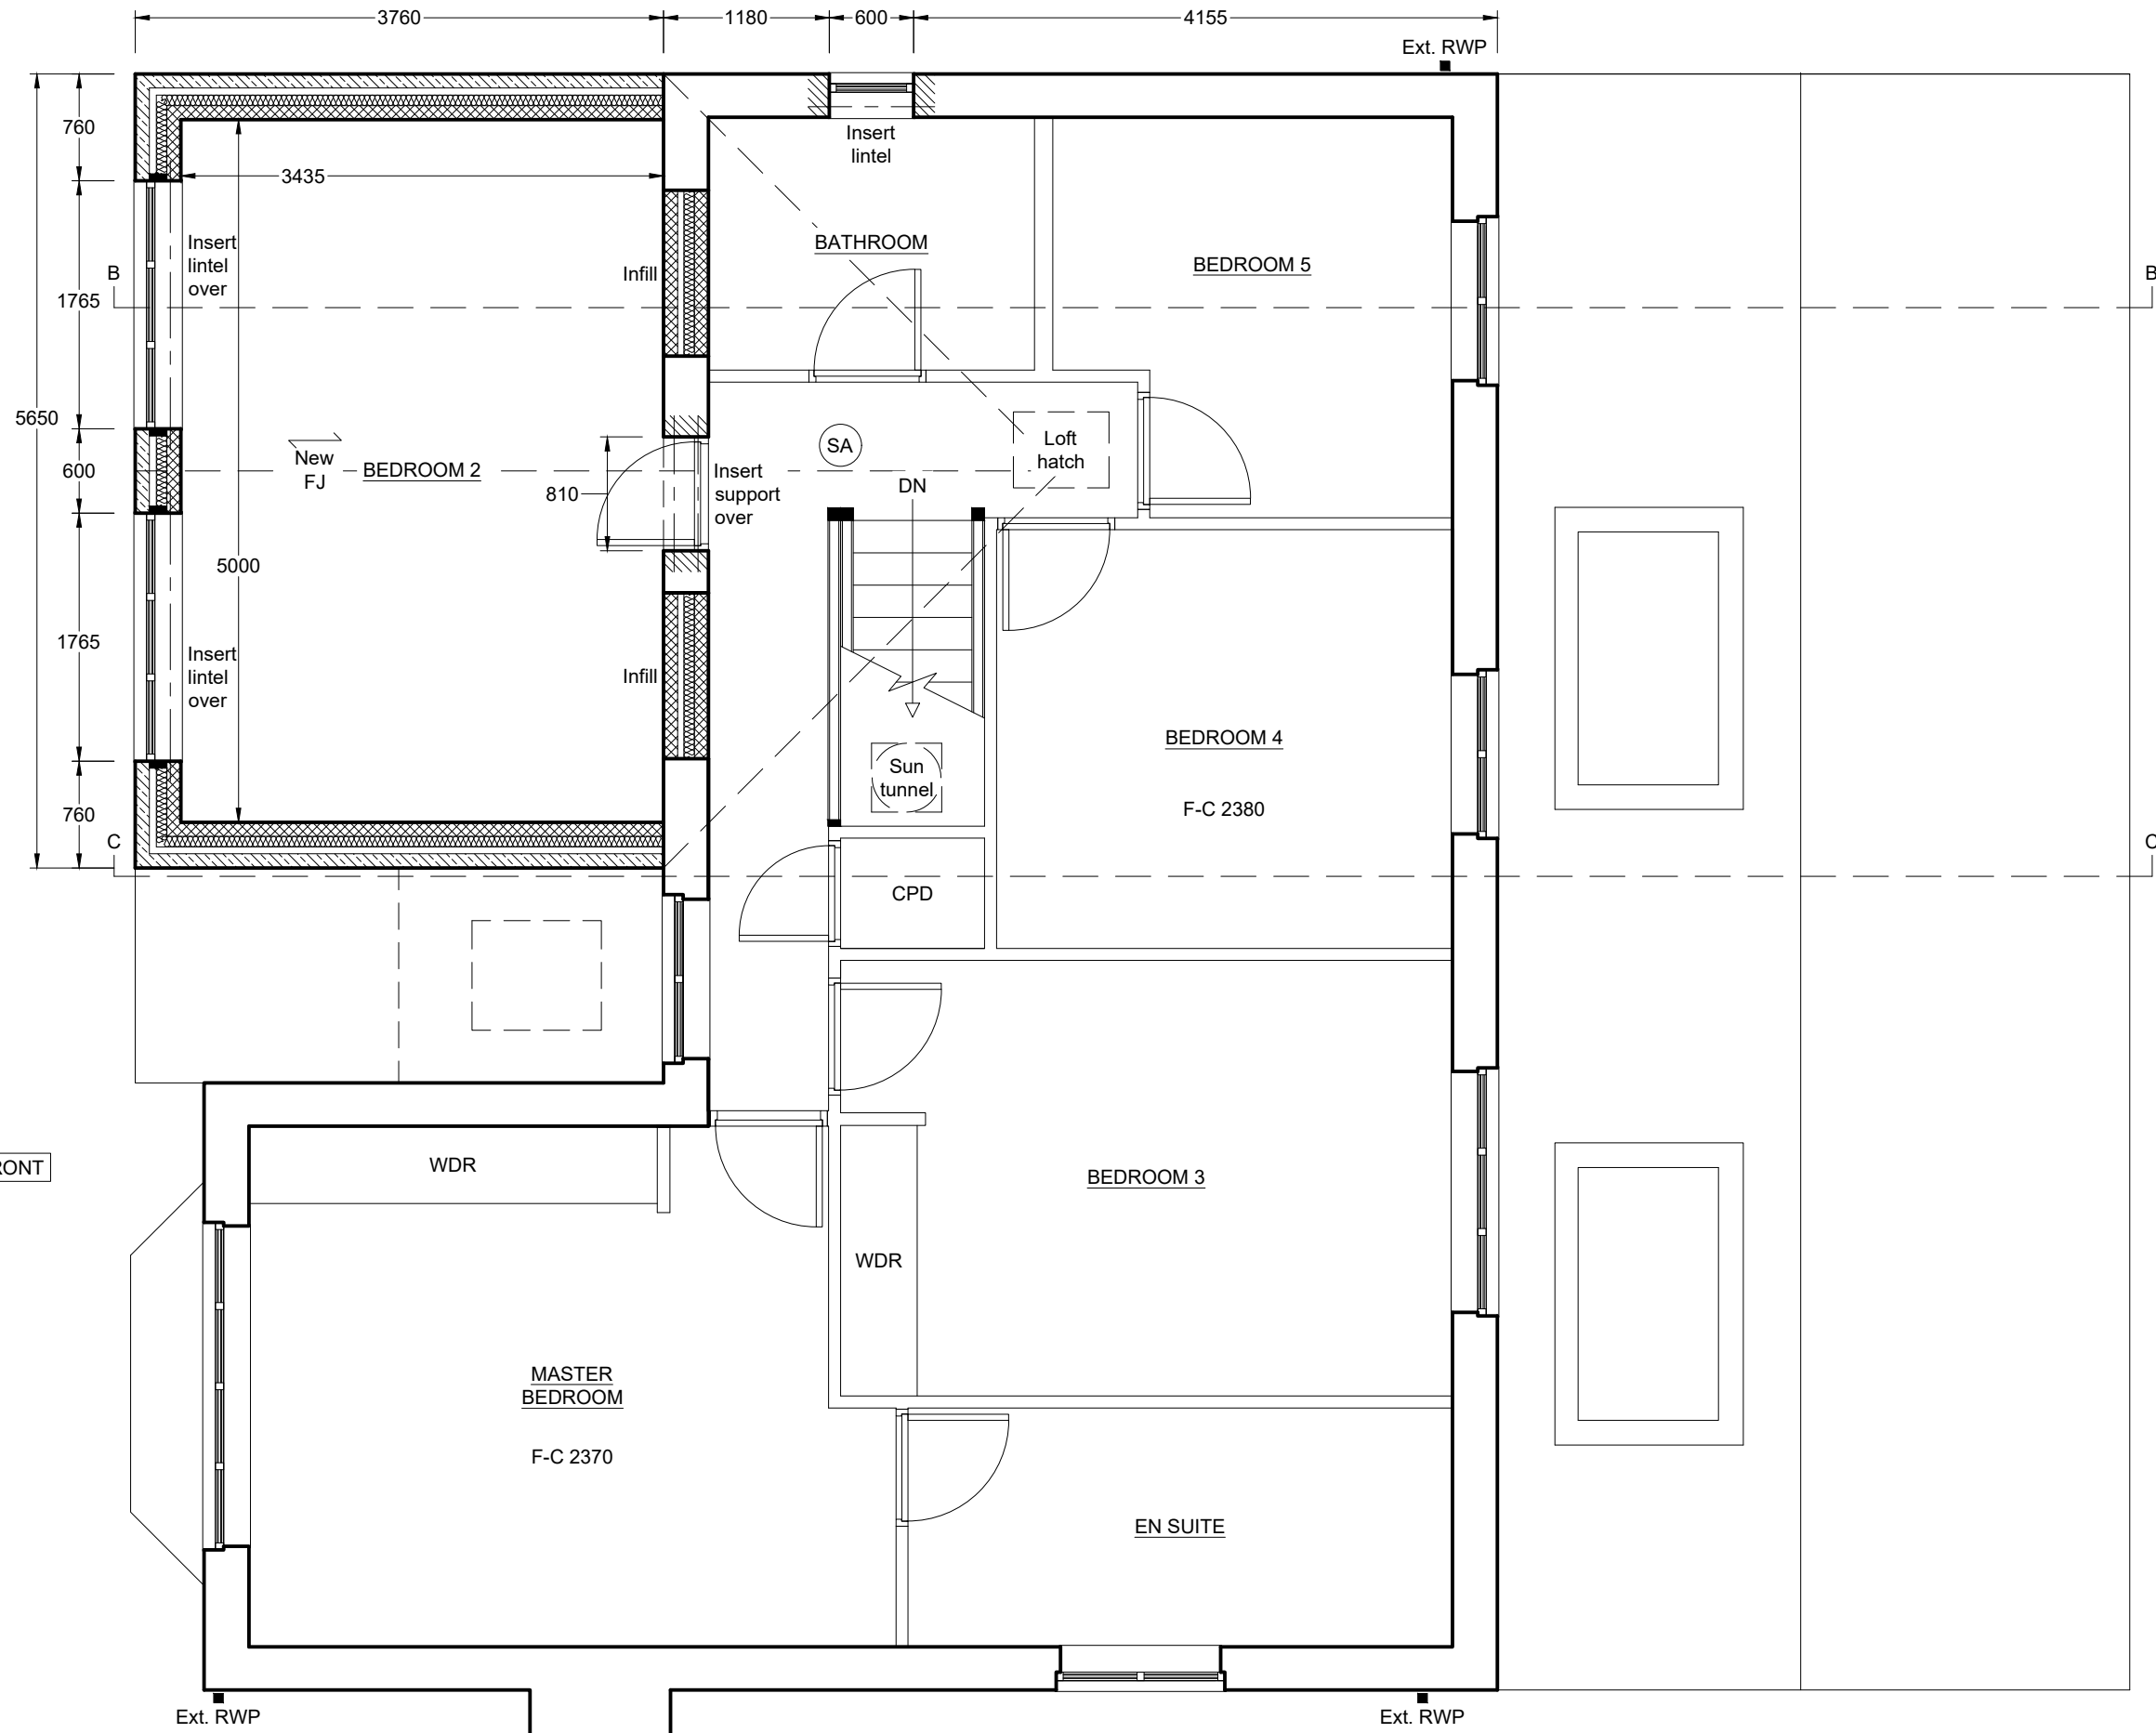 3760
1180
600
4155
Ext. RWP
760
3435
Insert
lintel
BATHROOM
BEDROOM 5
Insert
lintel
over
Infill
B
B
1765
5650
600
New
FJ
BEDROOM 2
810
Insert
support
over
SA
DN
Loft
hatch
5000
1765
Insert
lintel
over
Infill
BEDROOM 4
F-C 2380
Sun
tunnel
760
C
C
CPD
RONT
WDR
BEDROOM 3
WDR
MASTER
BEDROOM
F-C 2370
EN SUITE
Ext. RWP
Ext. RWP